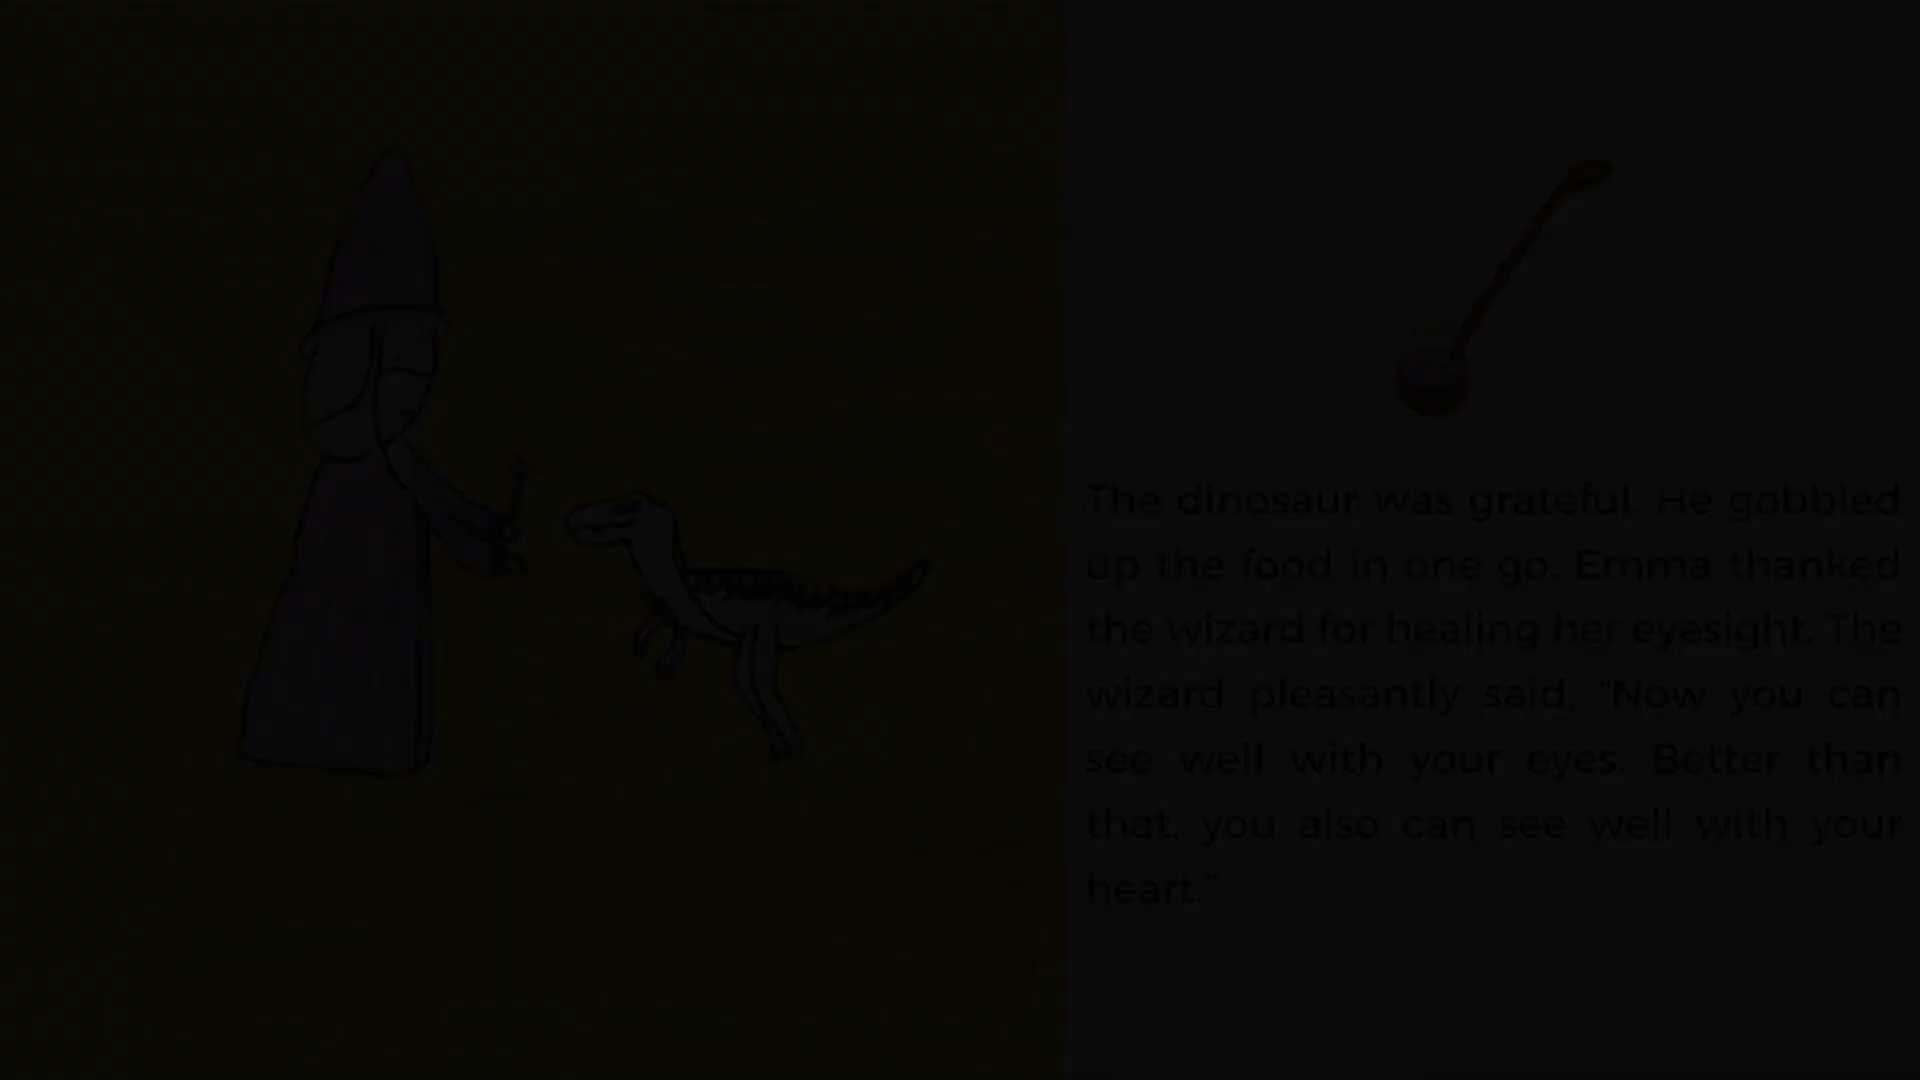 The dinosaur was grateful. He gobbled
up the food in one go. Emma thanked
the wizard for healing her eyesight. The
wizard pleasantly said, "Now you can
see well with your eyes. Better than
that, you also can see well with your
heart."